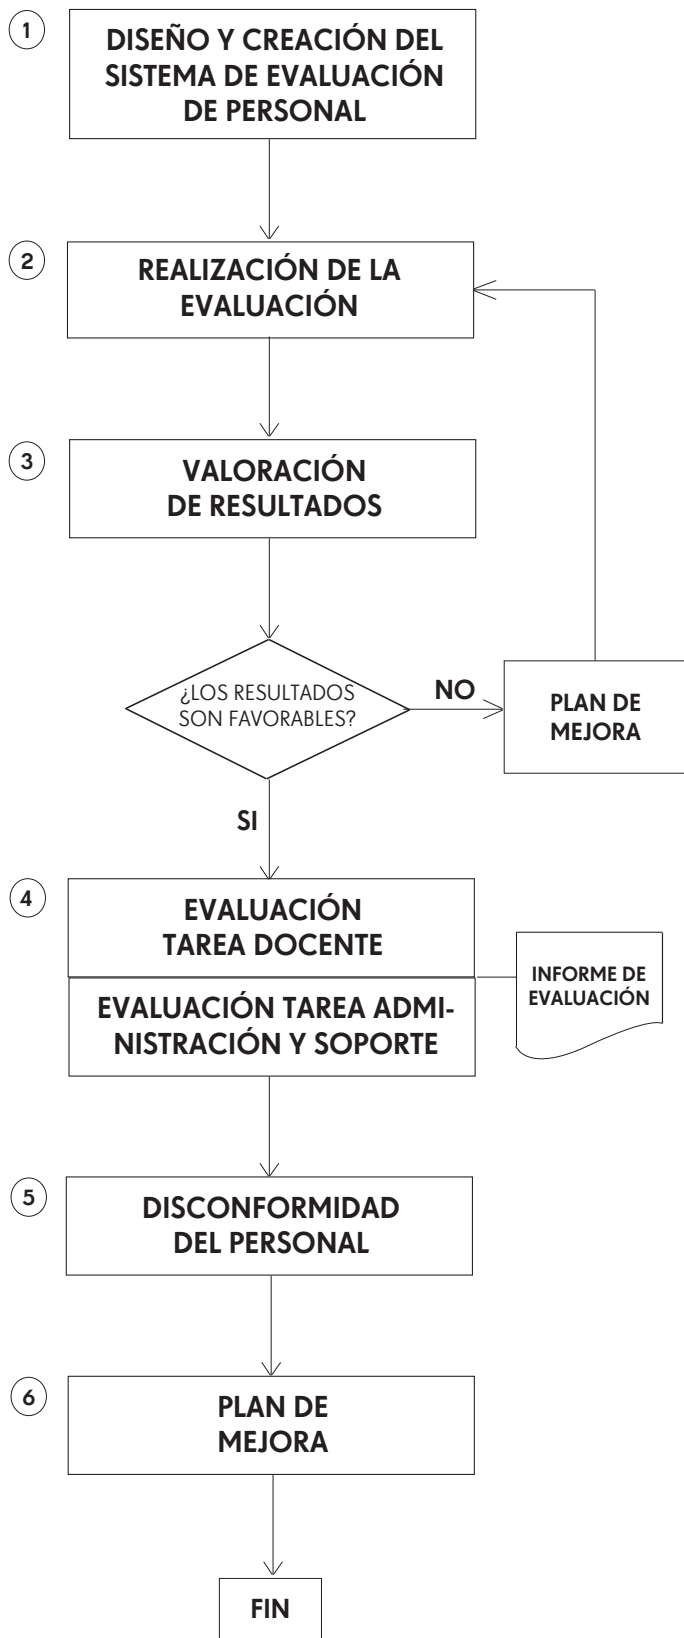 1
DISEÑO Y CREACIÓN DEL
SISTEMA DE EVALUACIÓN
DE PERSONAL
2
REALIZACIÓN DE LA
EVALUACIÓN
3
VALORACIÓN
DE RESULTADOS
¿LOS RESULTADOS
SON FAVORABLES?
NO
PLAN DE
MEJORA
SI
4
EVALUACIÓN
TAREA DOCENTE
EVALUACIÓN TAREA ADMI-
NISTRACIÓN Y SOPORTE
INFORME DE
EVALUACIÓN
5
DISCONFORMIDAD
DEL PERSONAL
6
PLAN DE
MEJORA
FIN